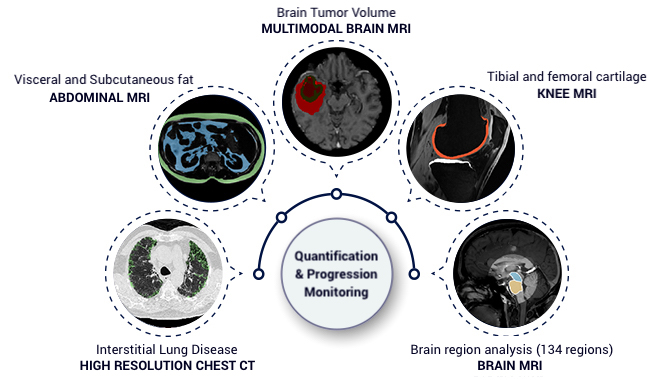 Brain Tumor Volume
MULTIMODAL BRAIN MRI
Visceral and Subcutaneous fat
ABDOMINAL MRI
Tibial and femoral cartilage
KNEE MRI
Quantification
& Progression
Monitoring
Interstitial Lung Disease
HIGH RESOLUTION CHEST CT
Brain region analysis (134 regions)
BRAIN MRI